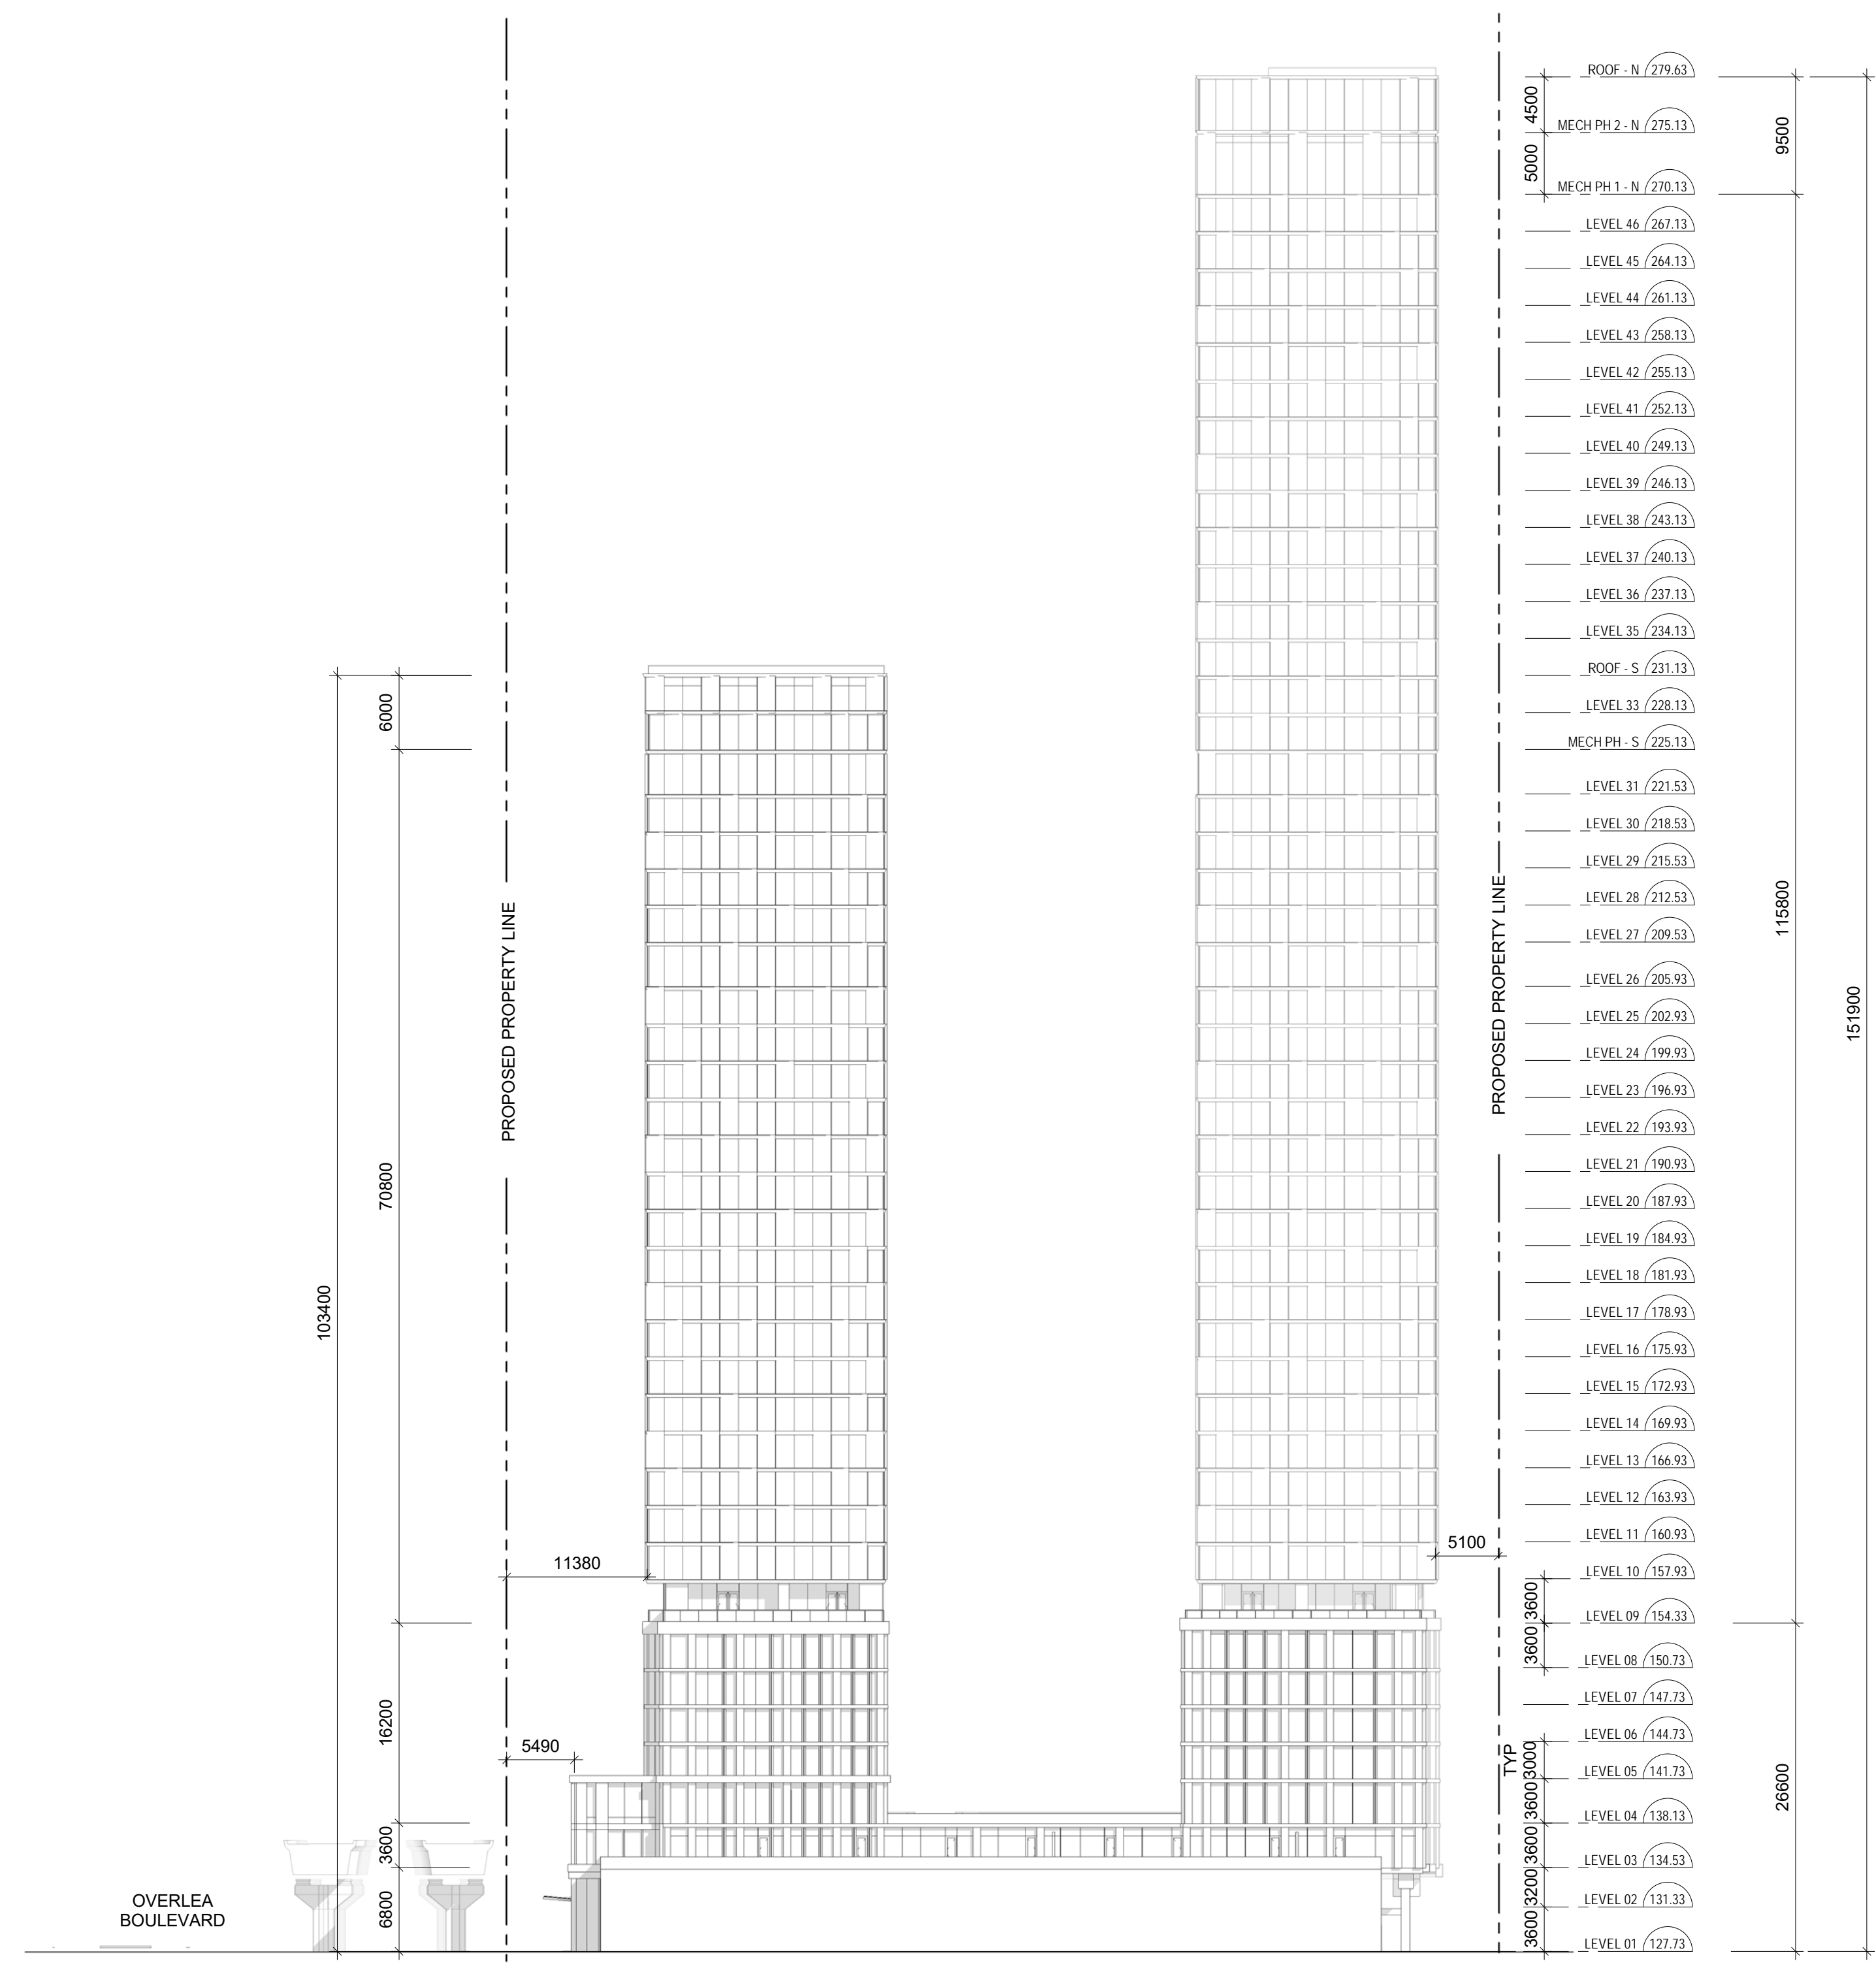 ROOF - N 279.63
4500
MECH PH 2 - N 275.13
9500
5000
MECH PH 1 - N 270.13
LEVEL 46 267.13
LEVEL 45 264.13
LEVEL 44 261.13
LEVEL 43 258.13
LEVEL 42 255.13
LEVEL 41 252.13
LEVEL 40 249.13
LEVEL 39 246.13
LEVEL 38 243.13
LEVEL 37 240.13
LEVEL 36 237.13
LEVEL 35 234.13
ROOF - S 231.13
6000
LEVEL 33 228.13
MECH PH - S 225.13
LEVEL 31 221.53
LEVEL 30 218.53
LEVEL 29 215.53
LEVEL 28 212.53
115800
LEVEL 27 209.53
PROPOSED PROPERTY LINE
PROPOSED PROPERTY LINE
LEVEL 26 205.93
151900
LEVEL 25 202.93
LEVEL 24 199.93
LEVEL 23 196.93
LEVEL 22 193.93
LEVEL 21 190.93
70800
LEVEL 20 187.93
LEVEL 19 184.93
LEVEL 18 181.93
103400
LEVEL 17 178.93
LEVEL 16 175.93
LEVEL 15 172.93
LEVEL 14 169.93
LEVEL 13 166.93
LEVEL 12 163.93
LEVEL 11 160.93
5100
11380
LEVEL 10 157.93
3600
LEVEL 09 154.33
3600
LEVEL 08 150.73
LEVEL 07 147.73
16200
LEVEL 06 144.73
5490
TYP
3000
LEVEL 05 141.73
26600
3600
LEVEL 04 138.13
3600
3600
LEVEL 03 134.53
3200
LEVEL 02 131.33
OVERLEA
BOULEVARD
6800
3600
LEVEL 01 127.73